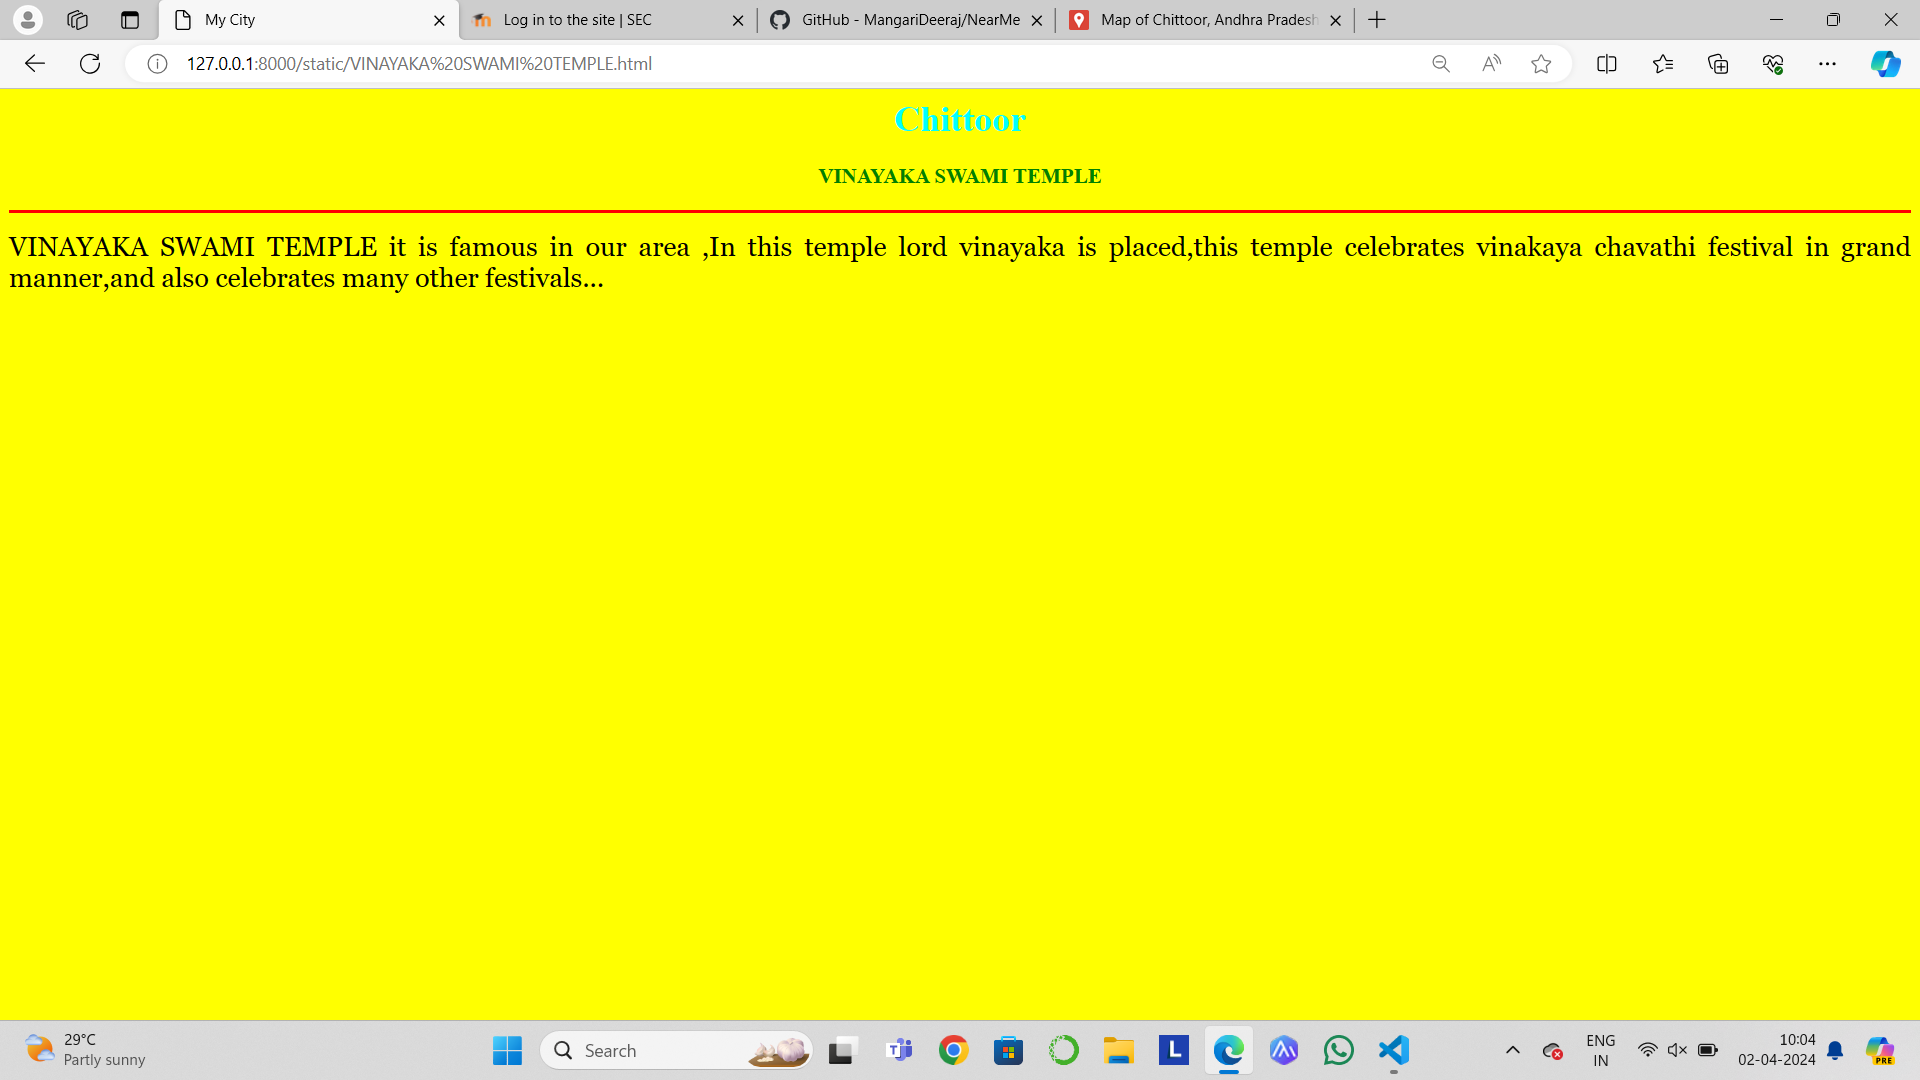 My City
Log in to the site | SEC
GitHub - MangariDeeraj/NearMe
Map of Chittoor, Andhra Pradesh
127.0.0.1:8000/static/VINAYAKA%20SWAMI%20TEMPLE.html
Chittoor
VINAYAKA SWAMI TEMPLE
VINAYAKA SWAMI TEMPLE it is famous in our area ,In this temple lord vinayaka is placed,this temple celebrates vinakaya chavathi festival in grand
manner,and also celebrates many other festivals...
29°C
Partly sunny
Search
L
ENG
IN
10:04
02-04-2024
PRE